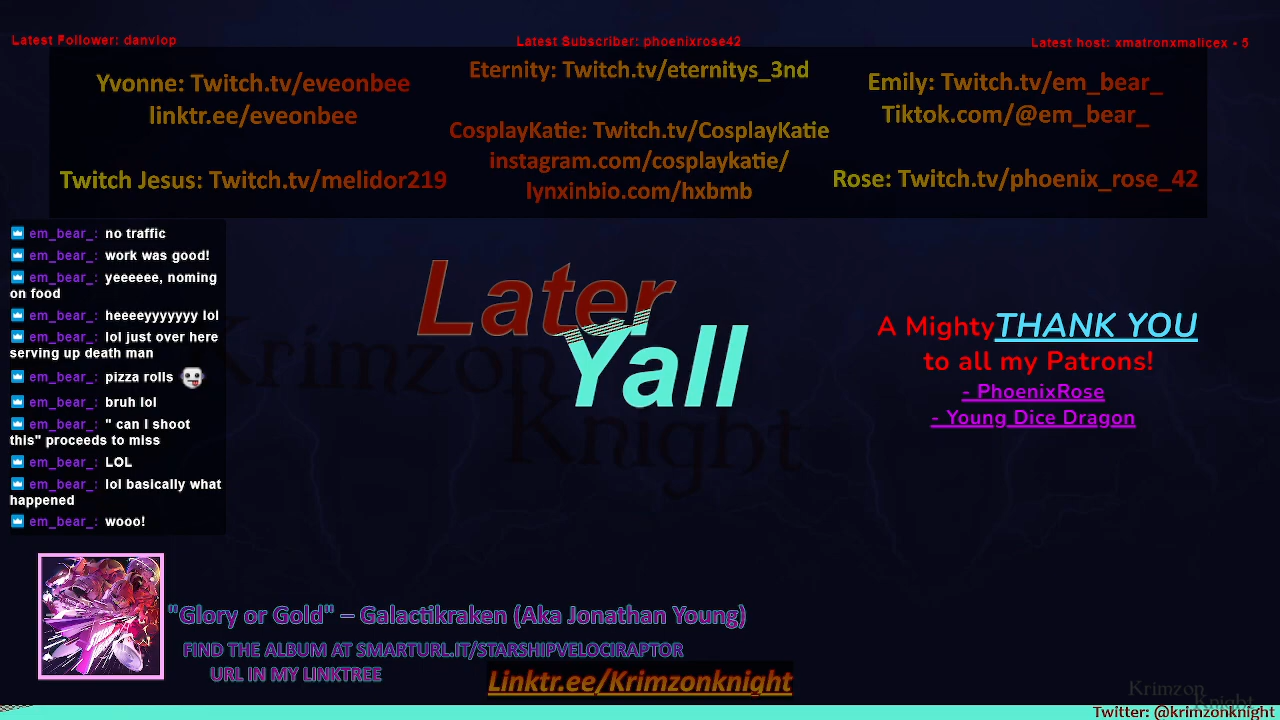 Latest Follower: danviop
Latest Subscriber: phoenixrose42
Latest host: xmatronxmalicex - 5
Yvonne: Twitch.tv/eveonbee
linktr.ee/eveonbee
Twitch Jesus: Twitch.tv/melidor219
Eternity: Twitch.tv/eternitys_3nd
CosplayKatie: Twitch.tv/CosplayKatie
instagram.com/cosplaykatie/
lynxinbio.com/hxbmb
Emily: Twitch.tv/em_bear_
Tiktok.com/@em_bear_
Rose: Twitch.tv/phoenix_rose_42
em_bear_: no traffic
em_bear_: work was good!
em_bear_: yeeeeee, noming
on food
em_bear_: heeeeyyyyyyy lol
em_bear_: lol just over here
serving up death man
em_bear_: pizza rolls
em_bear_: bruh lol
em_bear_: " can I shoot
this" proceeds to miss
em_bear_: LOL
em_bear_: lol basically what
happened
em_bear_: wooo!
Later
Yall
Krimzon
Knight
A Mighty THANK YOU
to all my Patrons!
- PhoenixRose
- Young Dice Dragon
"Glory or Gold" – Galactikraken (Aka Jonathan Young)
FIND THE ALBUM AT SMARTURL.IT/STARSHIPVELOCIRAPTOR
URL IN MY LINKTREE
Linktr.ee/Krimzonknight
Krimzon
Knight
Twitter: @krimzonknight